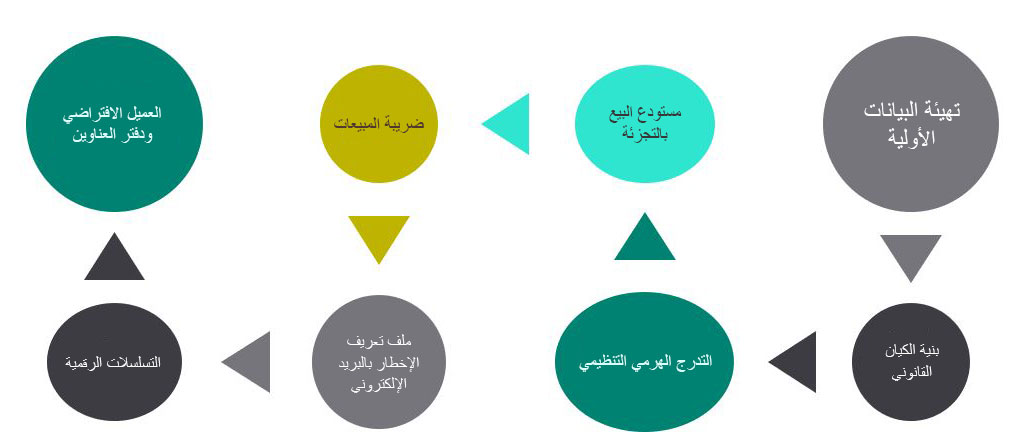 تهيئة البيانات
الأولية
بنية الكيان
القانوني
التدرج الهرمي التنظيمي
مستودع البيع
بالتجزئة
ضريبة المبيعات
ملف تعريف
الإخطار بالبريد
الإلكتروني
التسلسلات الرقمية
العميل الافتراضي
ودفتر العناوين